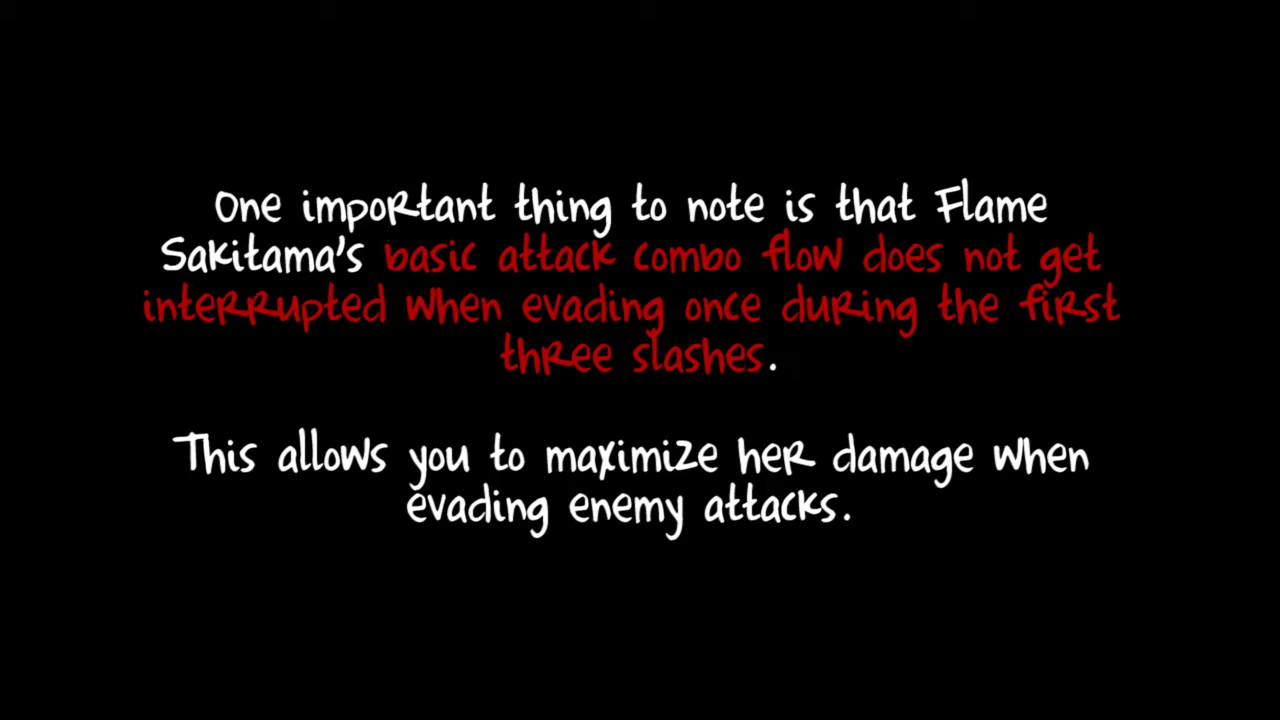 One important thing to note is that Flame
Sakitama's basic attack combo flow does not get
interrupted when evading once during the first
three slashes.
This allows you to maximize her damage when
evading enemy attacks.